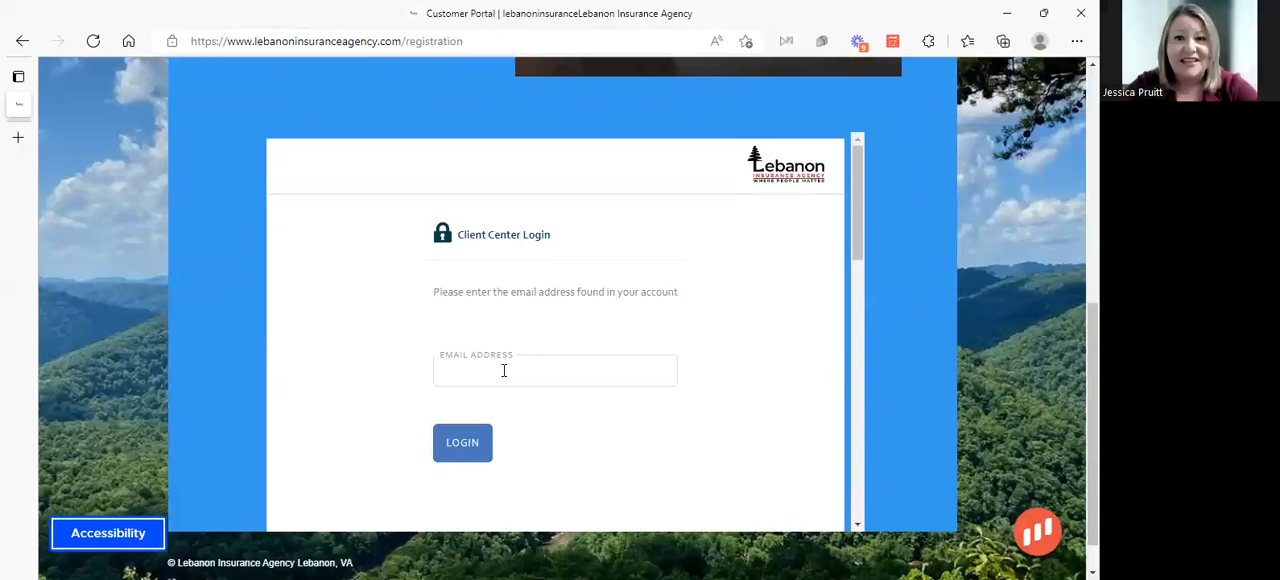 Customer Portal | lebanoninsuranceLebanon Insurance Agency
https://www.lebanoninsuranceagency.com/registration
9
Jessica Pruitt
Lebanon
INSURANCE AGENCY
WHERE PEOPLE MATTER
Client Center Login
Please enter the email address found in your account
EMAIL ADDRESS
LOGIN
Accessibility
© Lebanon Insurance Agency Lebanon, VA